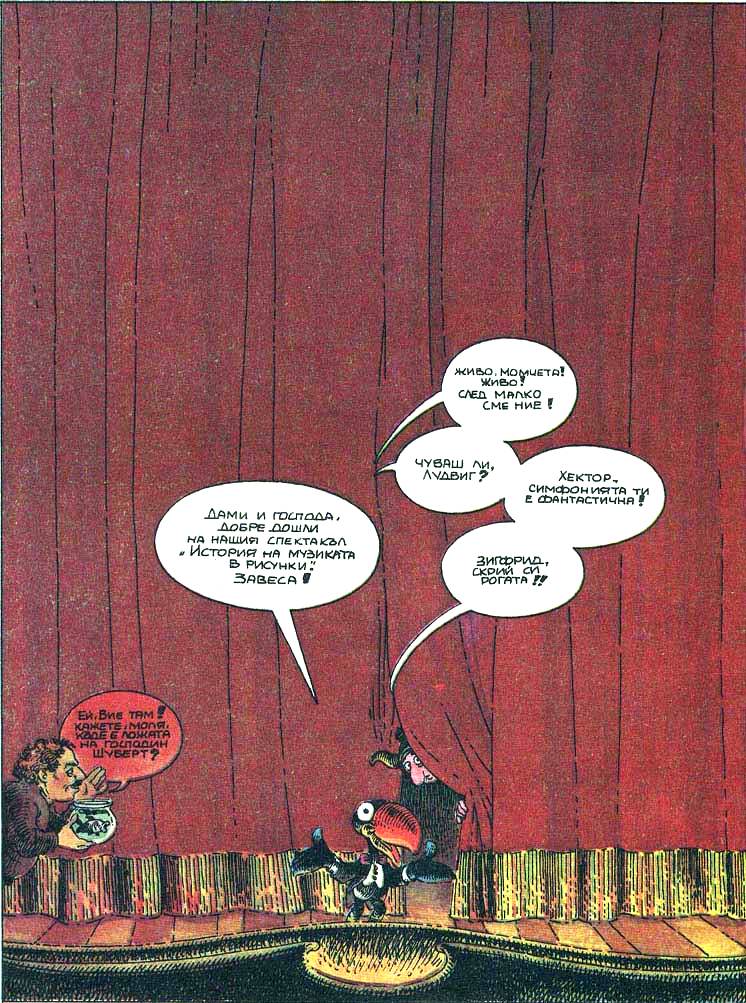 ЖИВО, МОМЧЕТА!
ЖИВО!
СЛЕД МАЛКО
СМЕ НИЕ!
ЧУВАШ ЛИ,
ЛУДВИГ?
ХЕКТОР..,
СИМФОНИЯТА ТИ
Е ФАНТАСТИЧНА!
ДАМИ И ГОСПОДА,
ДОБРЕ ДОШЛИ
НА НАШИЯ СПЕКТАКЪЛ
„ИСТОРИЯ НА МУЗИКАТА
В РИСУНКИ."
ЗАВЕСА!
ЗИГФРИД,
СКРИЙ СИ
РОГАТА!!
ЕЙ, ВИЕ ТАМ!
КАЖЕТЕ, МОЛЯ,
КЪДЕ Е ЛОЖАТА
НА ГОСПОДИН
ШУБЕРТ?